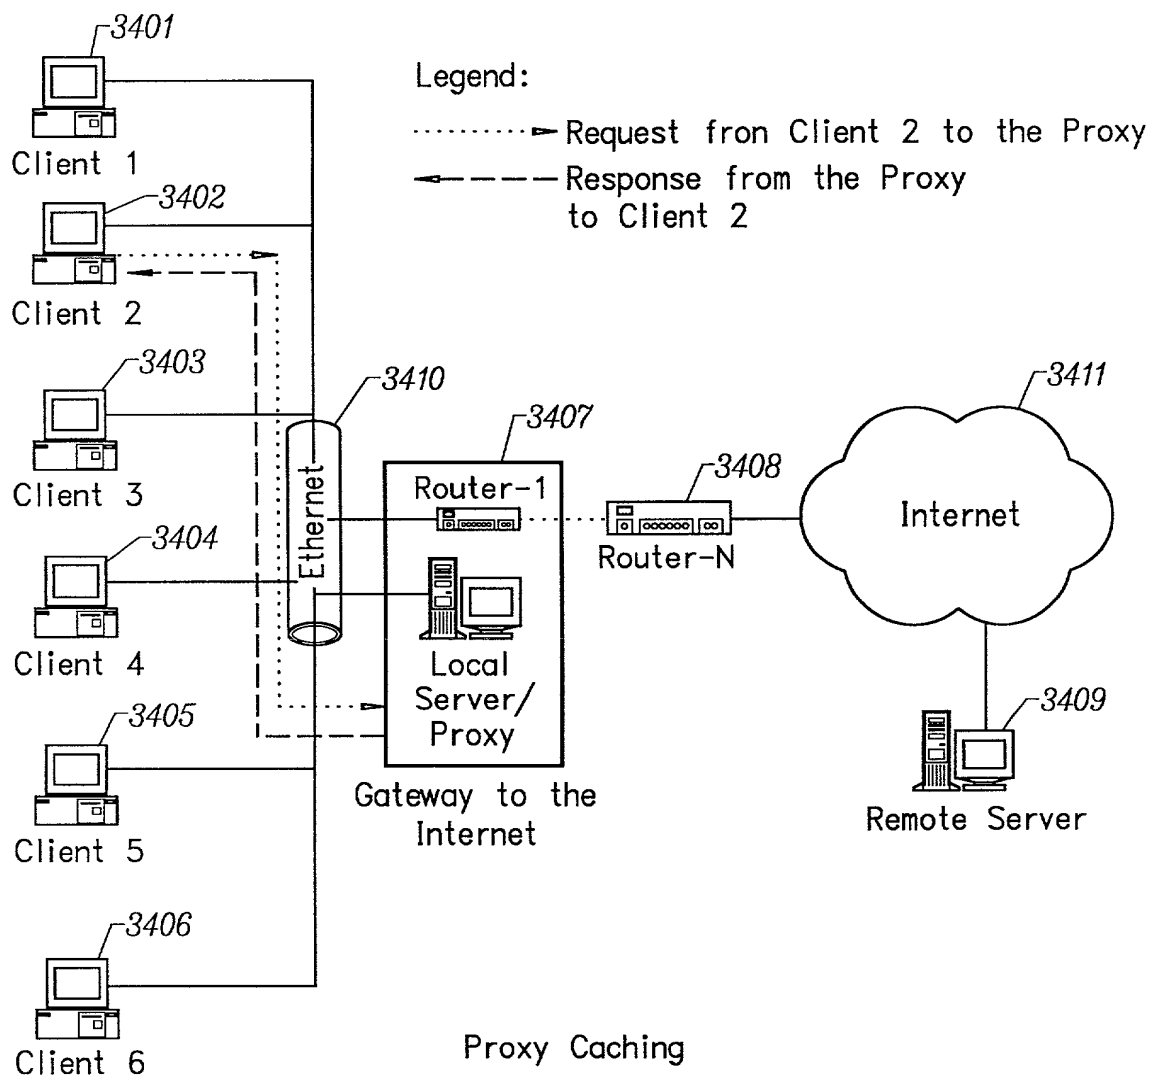 3401
Client 1
Legend:
Request fron Client 2 to the Proxy
Response from the Proxy
to Client 2
3402
Client 2
3403
Client 3
3410
Ethernet
3404
Client 4
3407
Router-1
Local
Server/
Proxy
Gateway to the
Internet
3408
Router-N
3411
Internet
3409
Remote Server
3405
Client 5
3406
Client 6
Proxy Caching